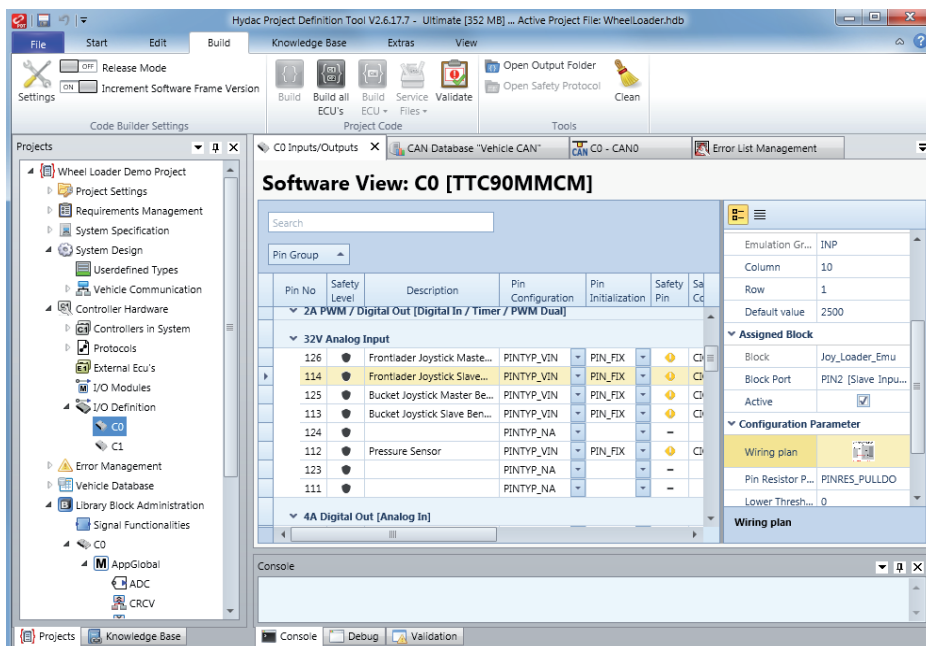 Hydac Project Definition Tool V2.6.17.7 - Ultimate [352 MB] ... Active Project File: WheelLoader.hdb
File Start Edit Build Knowledge Base Extras View
Settings
OFF Release Mode
ON Increment Software Frame Version
Code Builder Settings
Build
Build all ECU's
Build ECU
Service Files
Validate
Project Code
Open Output Folder
Open Safety Protocol
Clean
Tools
Projects
Wheel Loader Demo Project
Project Settings
Requirements Management
System Specification
System Design
Userdefined Types
Vehicle Communication
Controller Hardware
Controllers in System
Protocols
External Ecu's
I/O Modules
I/O Definition
C0
C1
Error Management
Vehicle Database
Library Block Administration
Signal Functionalities
C0
AppGlobal
ADC
CRCV
Projects Knowledge Base
C0 Inputs/Outputs CAN Database "Vehicle CAN" C0 - CAN0 Error List Management
Software View: C0 [TTC90MMCM]
Search
Pin Group
Pin No Safety Level Description Pin Configuration Pin Initialization Safety Pin
2A PWM / Digital Out [Digital In / Timer / PWM Dual]
32V Analog Input
126 Frontlader Joystick Maste... PINTYP_VIN PIN_FIX
114 Frontlader Joystick Slave... PINTYP_VIN PIN_FIX
125 Bucket Joystick Master Be... PINTYP_VIN PIN_FIX
113 Bucket Joystick Slave Ben... PINTYP_VIN PIN_FIX
124 PINTYP_NA –
112 Pressure Sensor PINTYP_VIN PIN_FIX
123 PINTYP_NA –
111 PINTYP_NA –
4A Digital Out [Analog In]
Emulation Gr... INP
Column 10
Row 1
Default value 2500
Assigned Block
Block Joy_Loader_Emu
Block Port PIN2 [Slave Inpu...
Active
Configuration Parameter
Wiring plan
Pin Resistor P... PINRES_PULLDO
Lower Thresh... 0
Wiring plan
Console
Console Debug Validation